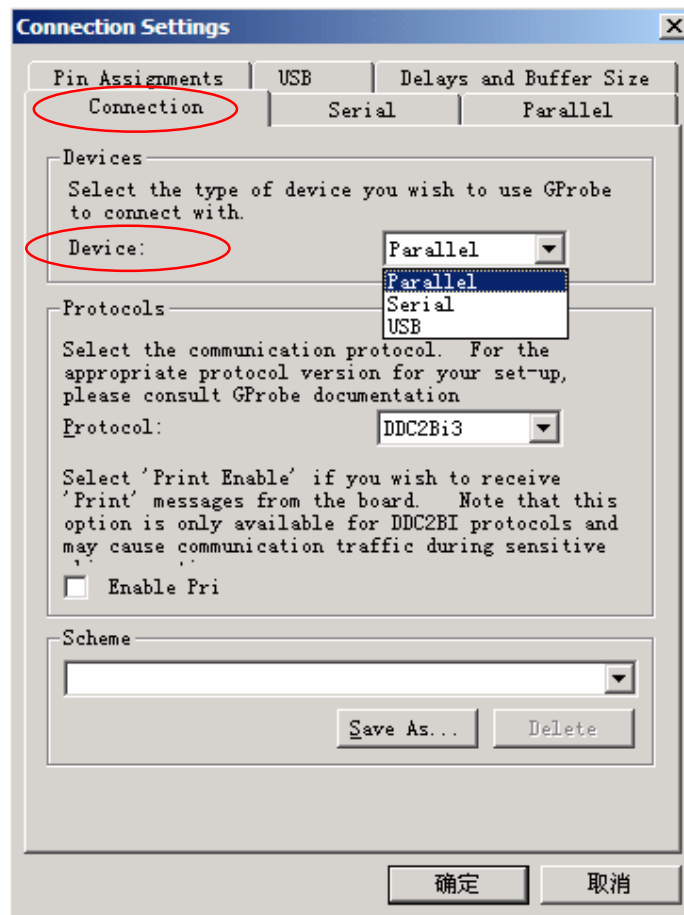 Connection Settings
Pin Assignments USB Delays and Buffer Size
Connection Serial Parallel
Devices
Select the type of device you wish to use GProbe
to connect with.
Device: Parallel
Parallel
Serial
USB
Protocols
Select the communication protocol. For the
appropriate protocol version for your set-up,
please consult GProbe documentation
Protocol: DDC2Bi3
Select 'Print Enable' if you wish to receive
'Print' messages from the board. Note that this
option is only available for DDC2BI protocols and
may cause communication traffic during sensitive
Enable Pri
Scheme
Save As... Delete
确定 取消